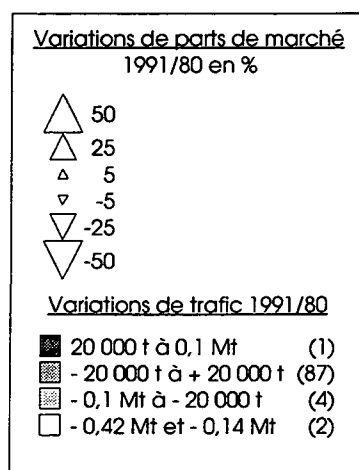 Variations de parts de marché
1991/80 en %
50
25
5
-5
-25
-50
Variations de trafic 1991/80
20 000 t à 0,1 Mt (1)
- 20 000 t à + 20 000 t (87)
- 0,1 Mt à - 20 000 t (4)
- 0,42 Mt et - 0,14 Mt (2)